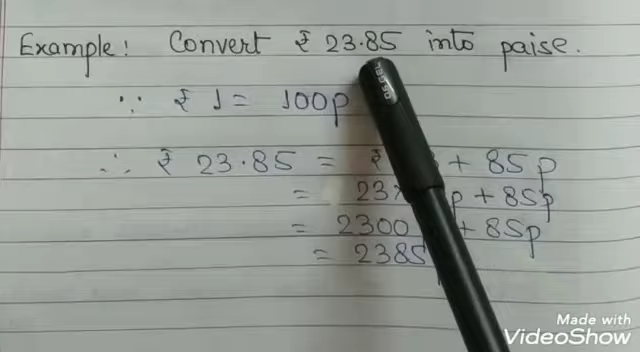 Example: Convert ₹ 23.85 into paise.
∵ ₹ 1 = 100p
∴ ₹ 23.85 = ₹ + 85p
= 23 p + 85p
= 2300 + 85p
= 2385
Made with
VideoShow